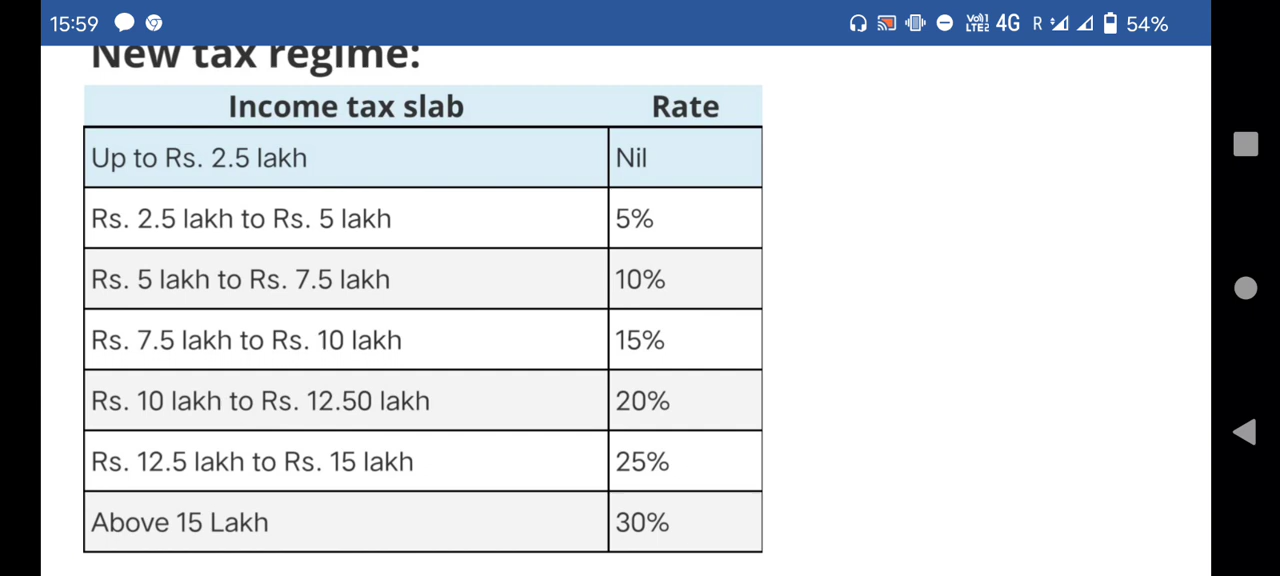 15:59 Vo)) 1 LTE2 4G R 54%
New tax regime:
Income tax slab Rate
Up to Rs. 2.5 lakh Nil
Rs. 2.5 lakh to Rs. 5 lakh 5%
Rs. 5 lakh to Rs. 7.5 lakh 10%
Rs. 7.5 lakh to Rs. 10 lakh 15%
Rs. 10 lakh to Rs. 12.50 lakh 20%
Rs. 12.5 lakh to Rs. 15 lakh 25%
Above 15 Lakh 30%